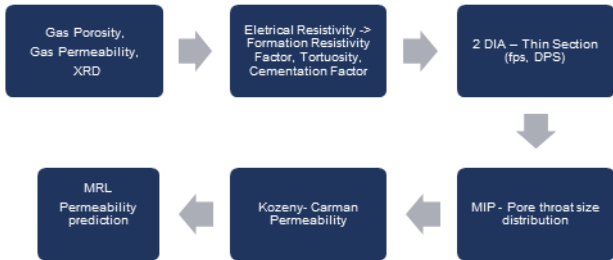 Gas Porosity,
Gas Permeability,
XRD
Eletrical Resistivity ->
Formation Resistivity
Factor, Tortuosity,
Cementation Factor
2 DIA – Thin Section
(fps, DPS)
MIP - Pore throat size
distribution
Kozeny- Carman
Permeability
MRL
Permeability
prediction